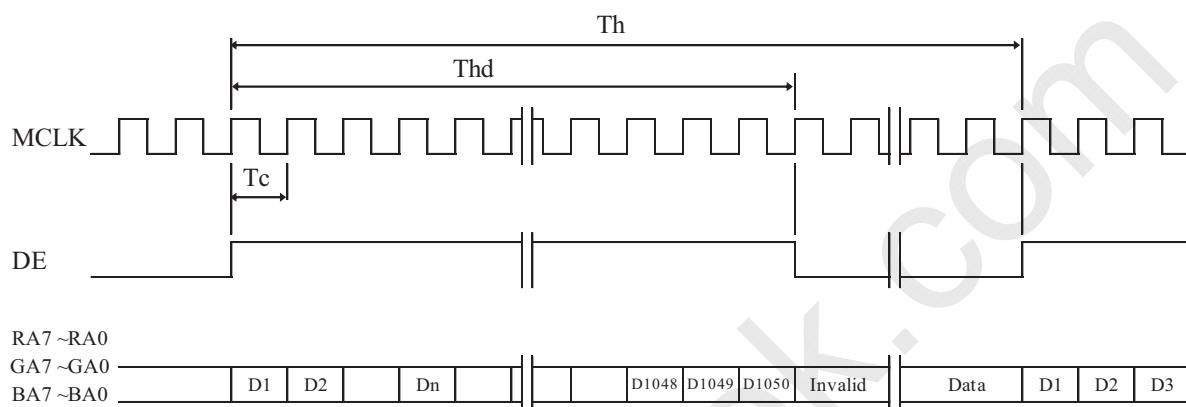 Th
Thd
MCLK
Tc
DE
RA7 ~RA0
GA7 ~GA0
BA7 ~BA0
D1 D2 Dn D1048 D1049 D1050 Invalid Data D1 D2 D3
k.com